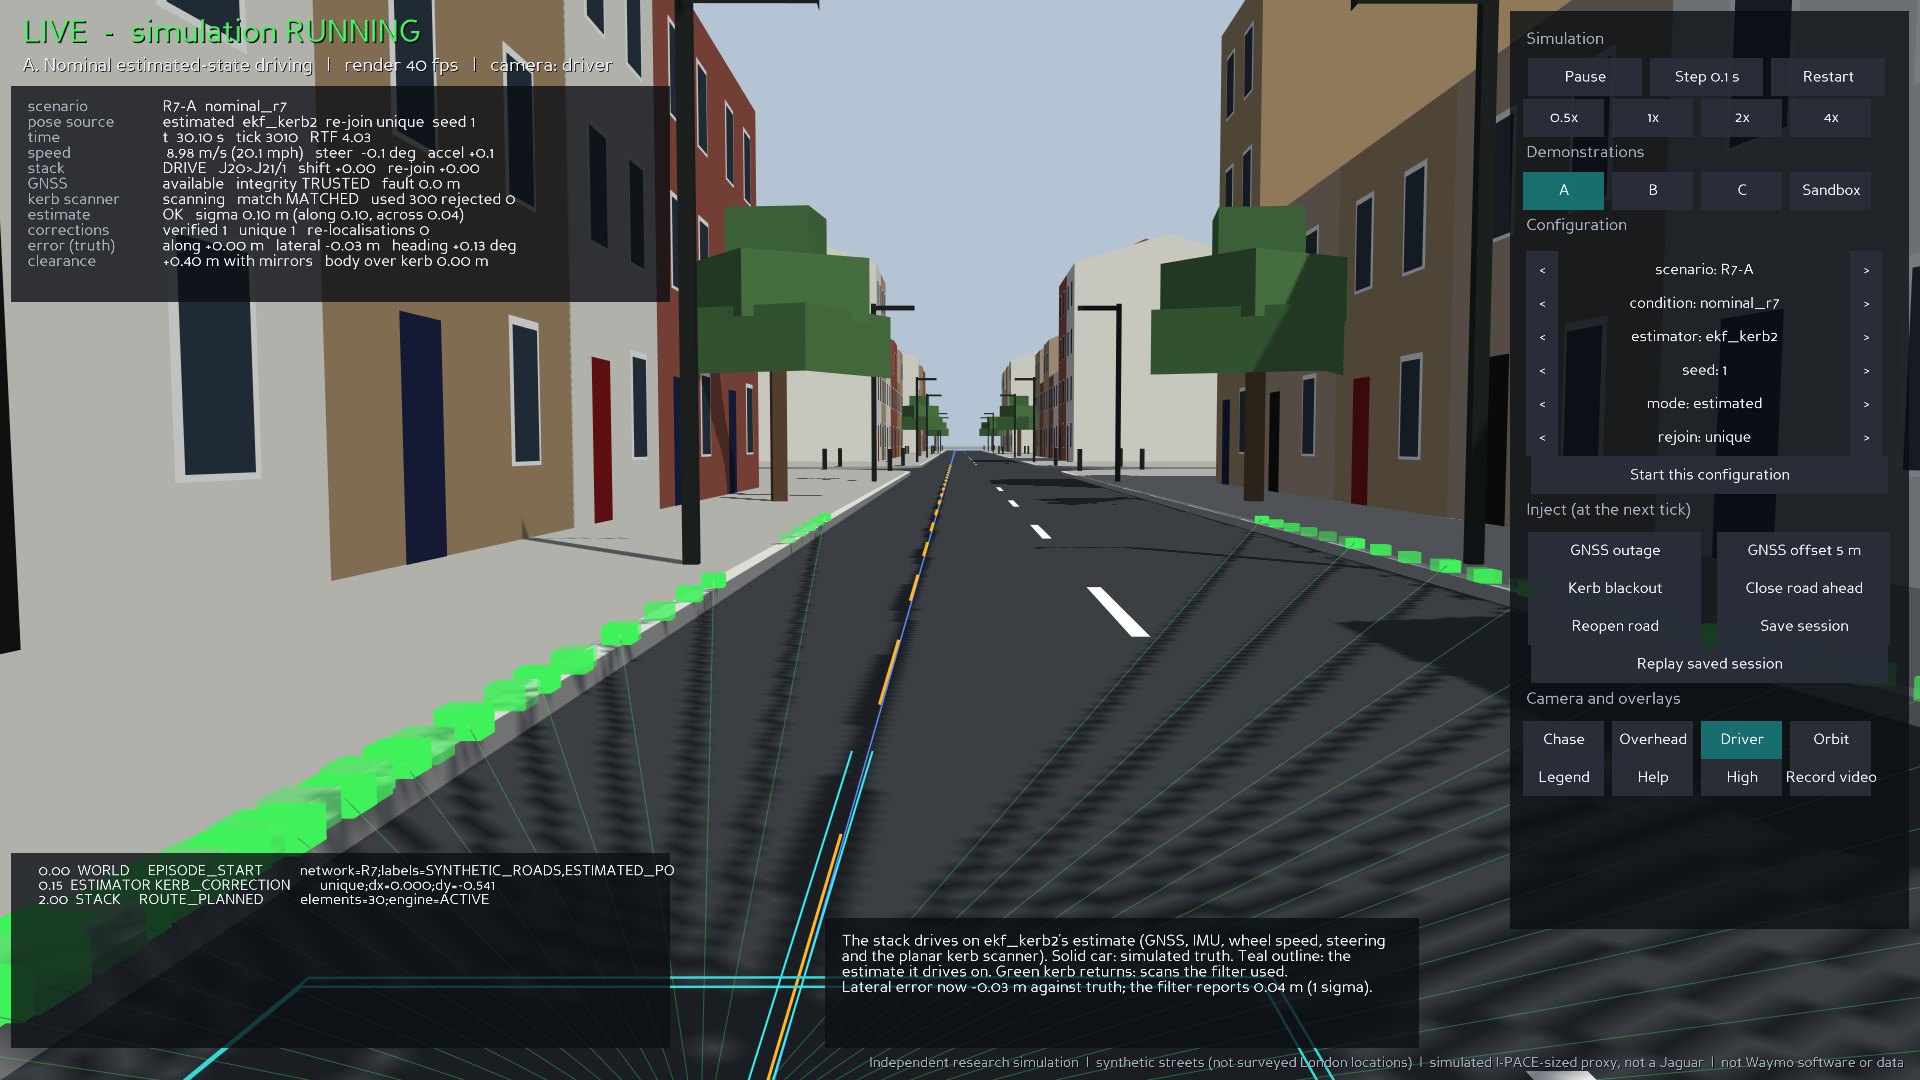 LIVE - simulation RUNNING
A. Nominal estimated-state driving | render 40 fps | camera: driver
scenario R7-A nominal_r7
pose source estimated ekf_kerb2 re-join unique seed 1
time t 30.10 s tick 3010 RTF 4.03
speed 8.98 m/s (20.1 mph) steer -0.1 deg accel +0.1
stack DRIVE J20>J21/1 shift +0.00 re-join +0.00
GNSS available integrity TRUSTED fault 0.0 m
kerb scanner scanning match MATCHED used 300 rejected 0
estimate OK sigma 0.10 m (along 0.10, across 0.04)
corrections verified 1 unique 1 re-localisations 0
error (truth) along +0.00 m lateral -0.03 m heading +0.13 deg
clearance +0.40 m with mirrors body over kerb 0.00 m
Simulation
Pause Step 0.1 s Restart
0.5x 1x 2x 4x
Demonstrations
A B C Sandbox
Configuration
< scenario: R7-A >
< condition: nominal_r7 >
< estimator: ekf_kerb2 >
< seed: 1 >
< mode: estimated >
< rejoin: unique >
Start this configuration
Inject (at the next tick)
GNSS outage GNSS offset 5 m
Kerb blackout Close road ahead
Reopen road Save session
Replay saved session
Camera and overlays
Chase Overhead Driver Orbit
Legend Help High Record video
0.00 WORLD EPISODE_START network=R7;labels=SYNTHETIC_ROADS,ESTIMATED_PO
0.15 ESTIMATOR KERB_CORRECTION unique;dx=0.000;dy=-0.541
2.00 STACK ROUTE_PLANNED elements=30;engine=ACTIVE
The stack drives on ekf_kerb2's estimate (GNSS, IMU, wheel speed, steering
and the planar kerb scanner). Solid car: simulated truth. Teal outline: the
estimate it drives on. Green kerb returns: scans the filter used.
Lateral error now -0.03 m against truth; the filter reports 0.04 m (1 sigma).
Independent research simulation | synthetic streets (not surveyed London locations) | simulated I-PACE-sized proxy, not a Jaguar | not Waymo software or data